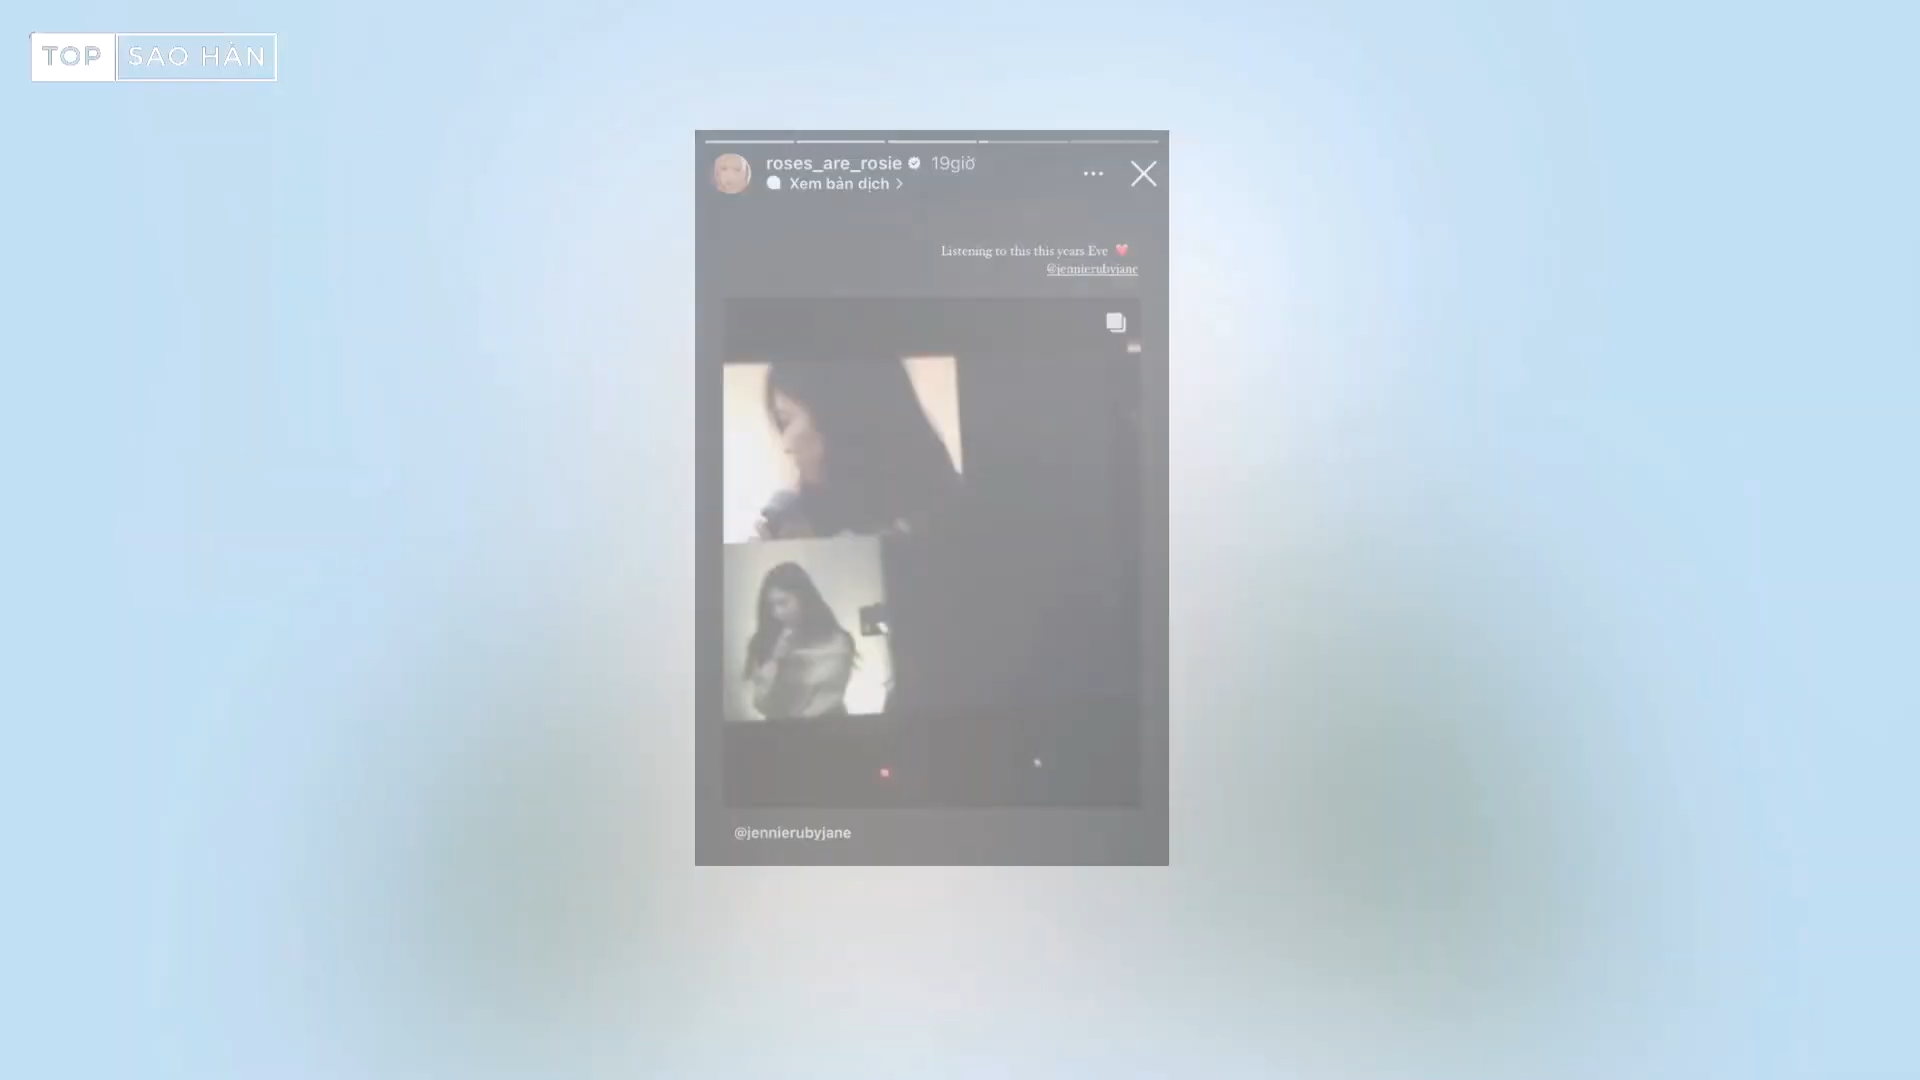 TOP SAO HÀN
roses_are_rosie 19giờ
Xem bản dịch >
Listening to this this years Eve ❤️
@jennierubyjane
@jennierubyjane